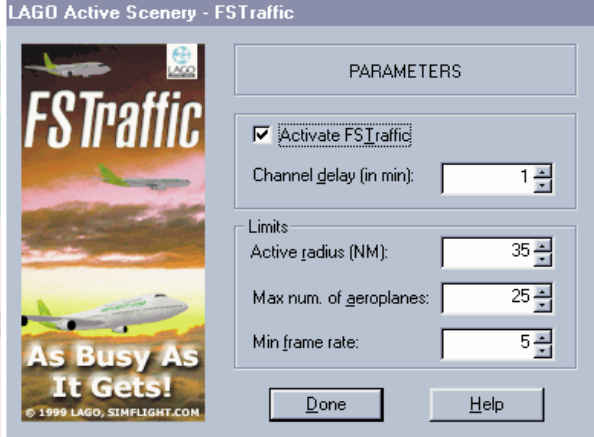 LAGO Active Scenery - FSTraffic
LAGO
FSTraffic
As Busy As
It Gets!
© 1999 LAGO, SIMFLIGHT.COM
PARAMETERS
Activate FSTraffic
Channel delay (in min): 1
Limits
Active radius (NM): 35
Max num. of aeroplanes: 25
Min frame rate: 5
Done Help